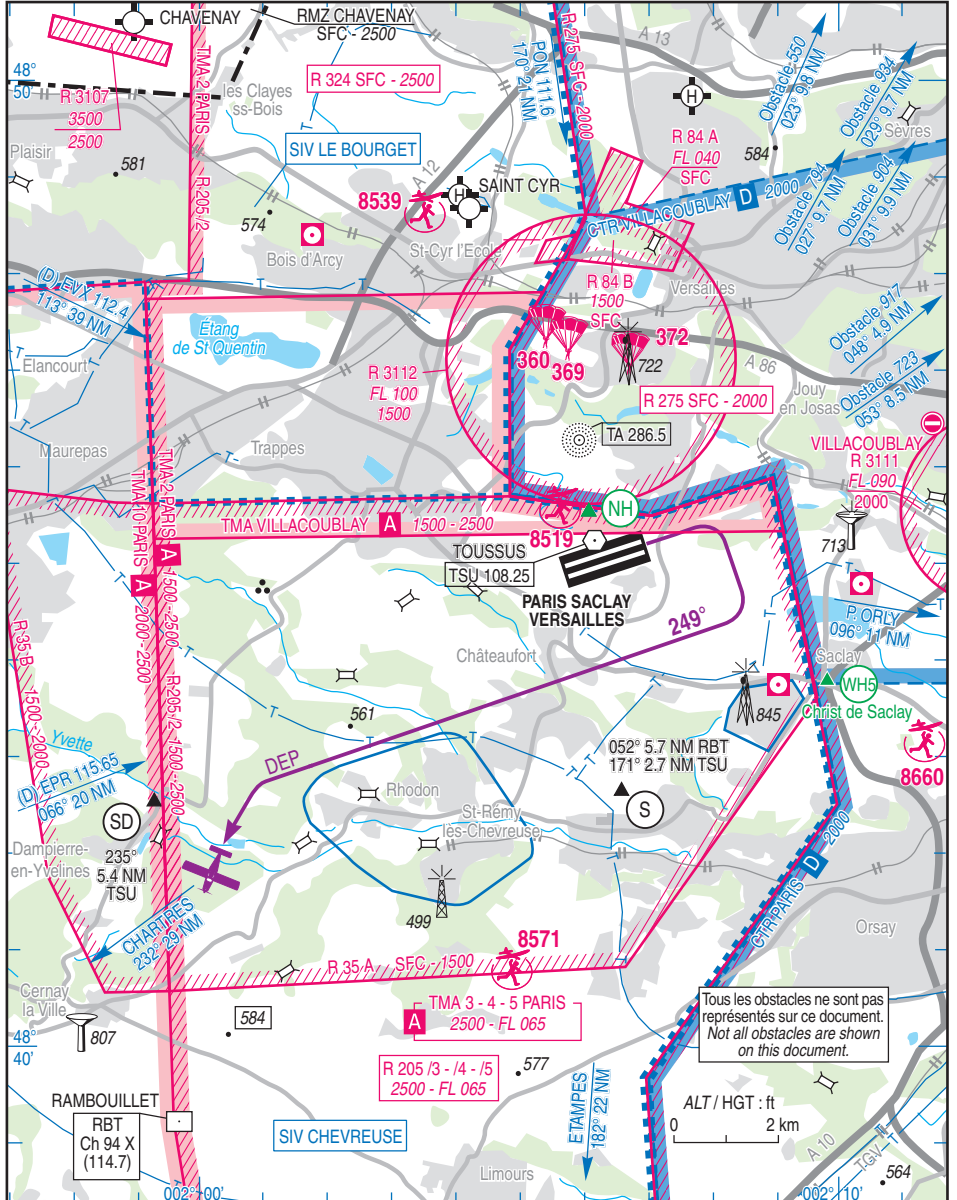 CHAVENAY
RMZ CHAVENAY
SFC - 2500
R 275 SFC - 2000
A 13
Obstacle 550
023° 9.8 NM
Obstacle 934
029° 9.7 NM
48°
50'
TMA 2 PARIS
R 205 /2
les Clayes
ss-Bois
R 324 SFC - 2500
PON 111.6
170° 21 NM
H
R 3107
3500
2500
Plaisir
581
SIV LE BOURGET
R 84 A
FL 040
SFC
584
Sèvres
A 12
8539
H
SAINT CYR
574
Bois d'Arcy
St-Cyr l'Ecole
CTR VILLACOUBLAY D 2000
Obstacle 794
027° 9.7 NM
Obstacle 904
031° 9.9 NM
(D) EVX 112.4
113° 39 NM
R 84 B
1500
SFC
Versailles
Étang
de St Quentin
Elancourt
360
369
372
722
Obstacle 917
048° 4.9 NM
R 3112
FL 100
1500
A 86
Obstacle 723
053° 8.5 NM
R 275 SFC - 2000
Jouy
en Josas
Maurepas
Trappes
TA 286.5
VILLACOUBLAY
R 3111
FL 090
2000
TMA 10 PARIS A 2000-2500
TMA 2 PARIS A 1500 -2500
R 205 /2 1500 -2500
TMA VILLACOUBLAY A 1500 - 2500
8519
NH
713
TOUSSUS
TSU 108.25
PARIS SACLAY
VERSAILLES
249°
P. ORLY
096° 11 NM
R 35 B 1500 - 2000
Châteaufort
Saclay
WH5
Christ de Saclay
561
845
Yvette
DEP
052° 5.7 NM RBT
171° 2.7 NM TSU
8660
(D) EPR 115.65
066° 20 NM
Rhodon
S
SD
St-Rémy
lès-Chevreuse
Dampierre-
en-Yvelines
235°
5.4 NM
TSU
CTR PARIS D 2000
CHARTRES
232° 29 NM
499
Orsay
8571
R 35 A SFC - 1500
Cernay
la Ville
A
TMA 3 - 4 - 5 PARIS
2500 - FL 065
Tous les obstacles ne sont pas
représentés sur ce document.
Not all obstacles are shown
on this document.
584
48°
40'
807
R 205 /3 - /4 - /5
2500 - FL 065
577
RAMBOUILLET
RBT
Ch 94 X
(114.7)
ETAMPES
182° 22 NM
ALT / HGT : ft
0 2 km
SIV CHEVREUSE
A 10
T.G.V
Limours
564
002° 00'
002° 10'